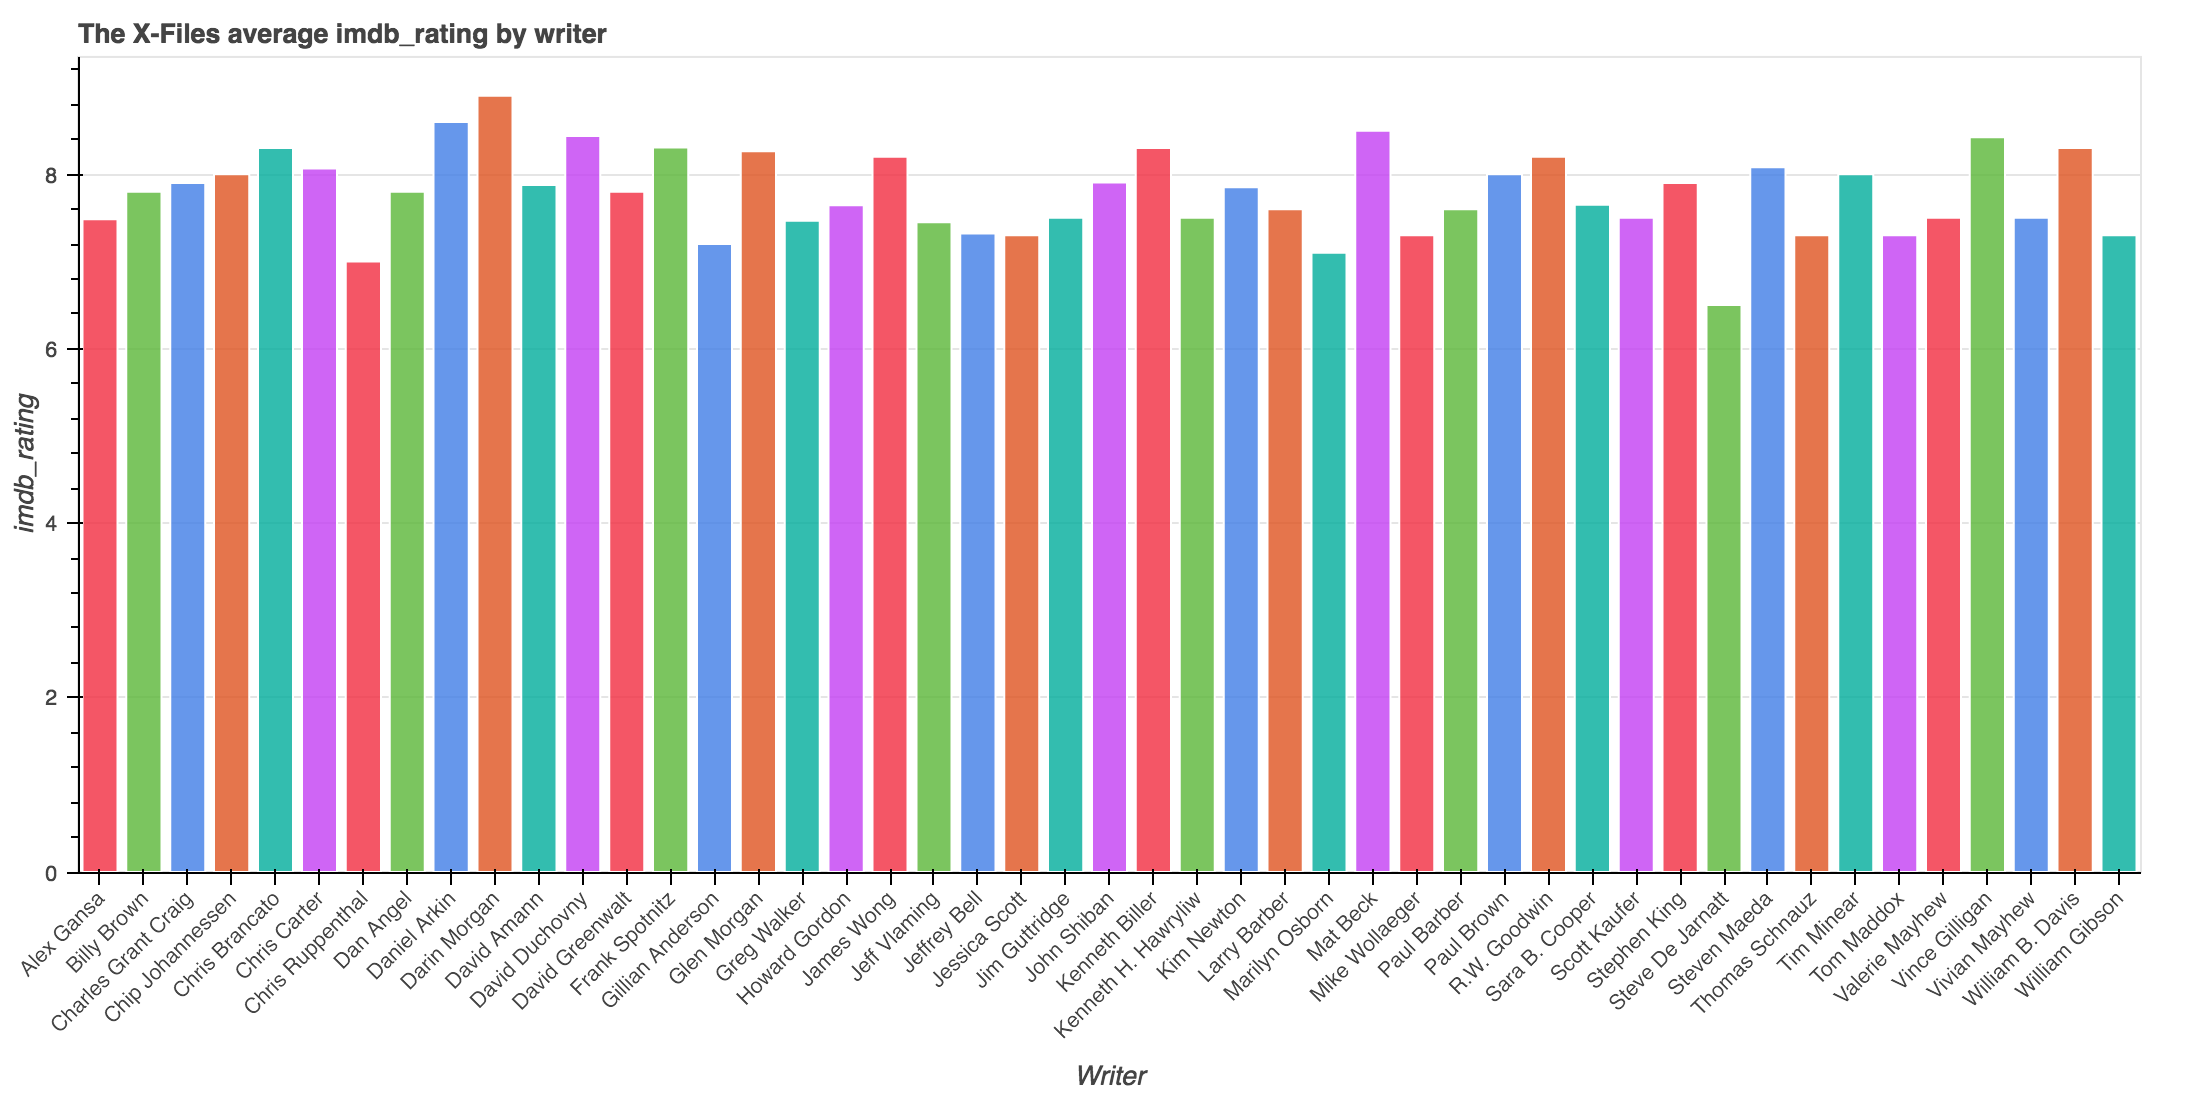 The X-Files average imdb_rating by writer
8
6
4
2
0
imdb_rating
Alex Gansa
Billy Brown
Charles Grant Craig
Chip Johannessen
Chris Brancato
Chris Carter
Chris Ruppenthal
Dan Angel
Daniel Arkin
Darin Morgan
David Amann
David Duchovny
David Greenwalt
Frank Spotnitz
Gillian Anderson
Glen Morgan
Greg Walker
Howard Gordon
James Wong
Jeff Vlaming
Jeffrey Bell
Jessica Scott
Jim Guttridge
John Shiban
Kenneth Biller
Kenneth H. Hawryliw
Kim Newton
Larry Barber
Marilyn Osborn
Mat Beck
Mike Wollaeger
Paul Barber
Paul Brown
R.W. Goodwin
Sara B. Cooper
Scott Kaufer
Stephen King
Steve De Jarnatt
Steven Maeda
Thomas Schnauz
Tim Minear
Tom Maddox
Valerie Mayhew
Vince Gilligan
Vivian Mayhew
William B. Davis
William Gibson
Writer